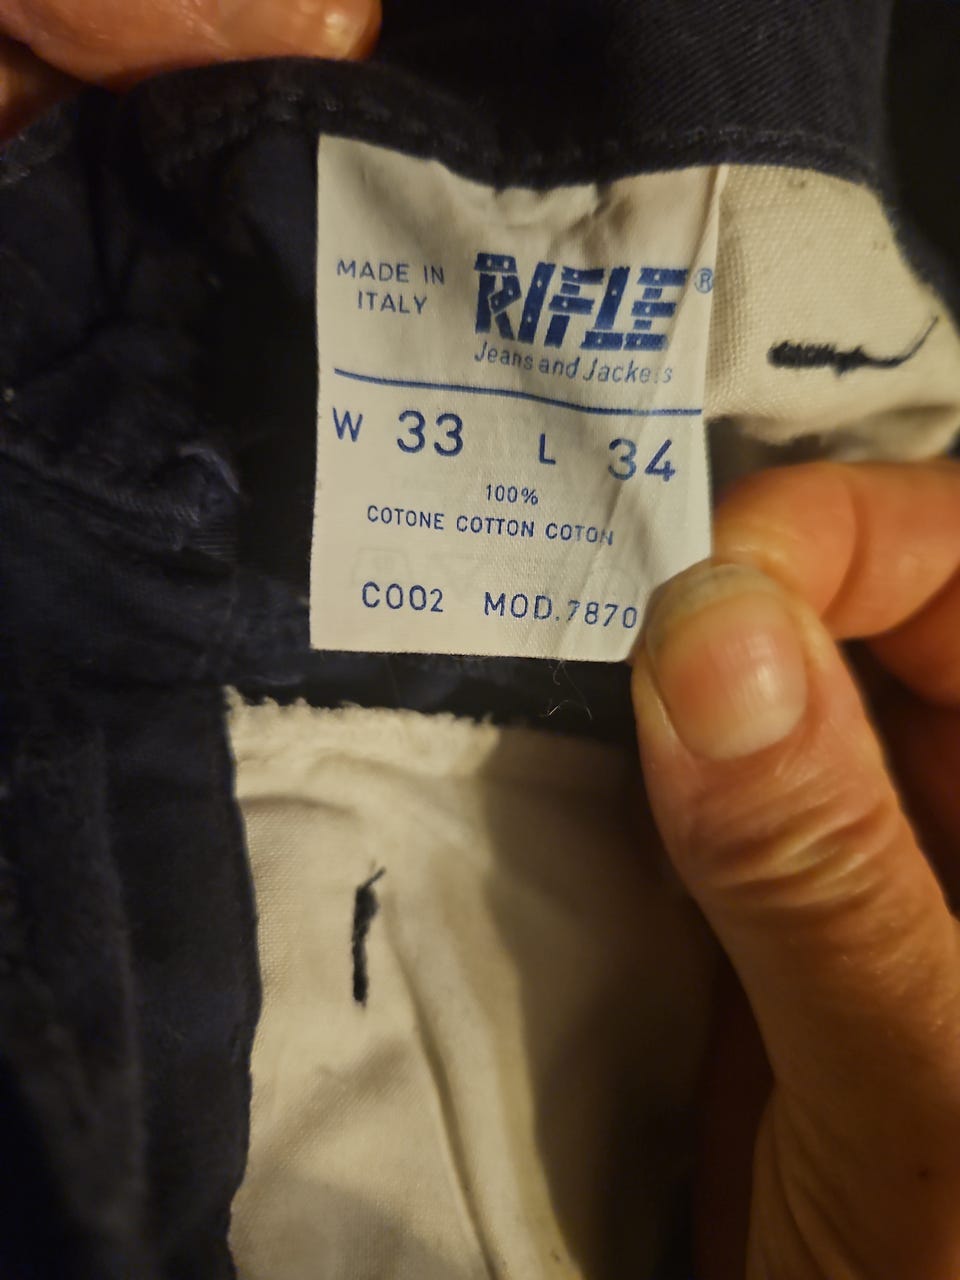 MADE IN
ITALY
RIFLE®
Jeans and Jackets
W 33 L 34
100%
COTONE COTTON COTON
C002 MOD.7870